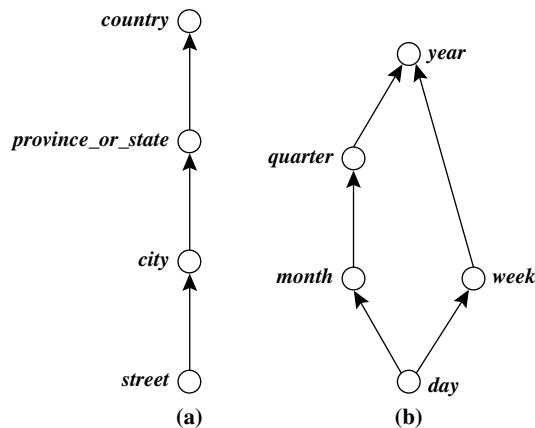 country
province_or_state
city
street
(a)
year
quarter
month
week
day
(b)